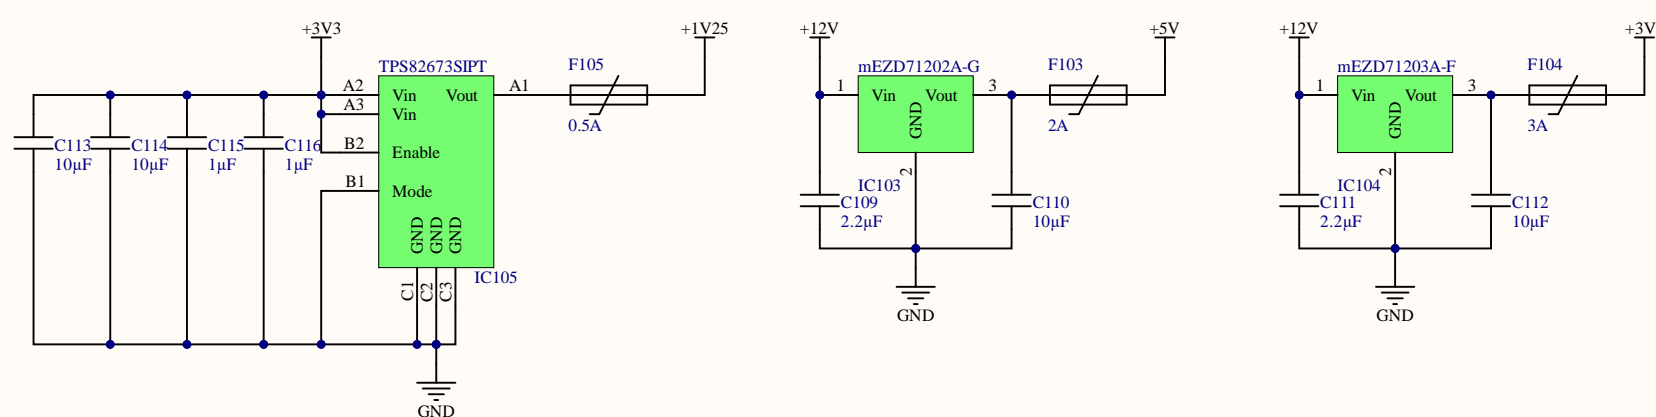 +3V3
+1V25
TPS82673SIPT
F105
A2
A1
A3
Vin
Vout
Vin
0.5A
B2
Enable
B1
Mode
C113
10µF
C114
10µF
C115
1µF
C116
1µF
GND
GND
GND
IC105
C1
C2
C3
GND
+12V
+5V
mEZD71202A-G
F103
1
3
Vin
Vout
GND
2A
2
IC103
C109
2.2µF
C110
10µF
GND
+12V
+3V
mEZD71203A-F
F104
1
3
Vin
Vout
GND
3A
2
IC104
C111
2.2µF
C112
10µF
GND